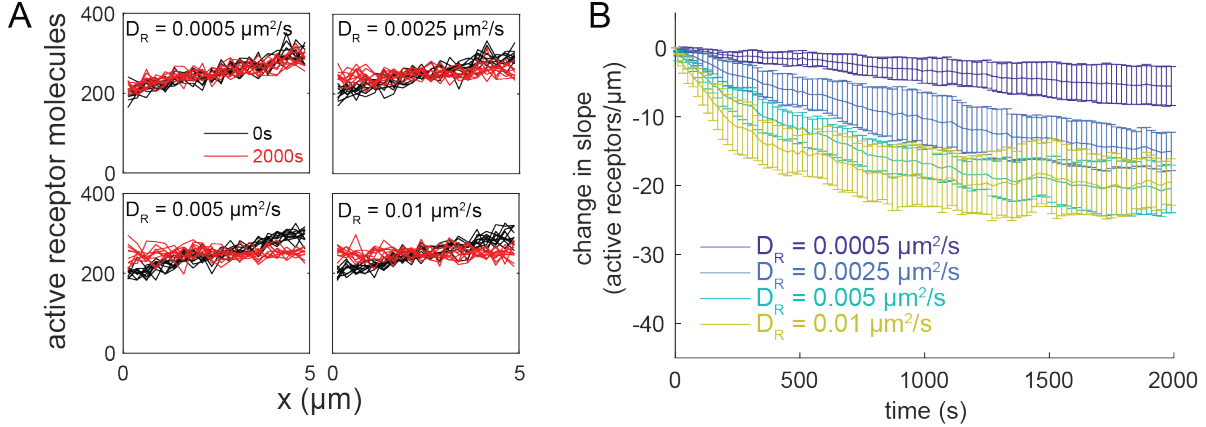 A
active receptor molecules
400
200
0
D_R = 0.0005 µm²/s
0s
2000s
D_R = 0.0025 µm²/s
400
200
0
D_R = 0.005 µm²/s
D_R = 0.01 µm²/s
0
5
0
5
x (µm)
B
change in slope
(active receptors/µm)
0
-10
-20
-30
-40
D_R = 0.0005 µm²/s
D_R = 0.0025 µm²/s
D_R = 0.005 µm²/s
D_R = 0.01 µm²/s
0
500
1000
1500
2000
time (s)